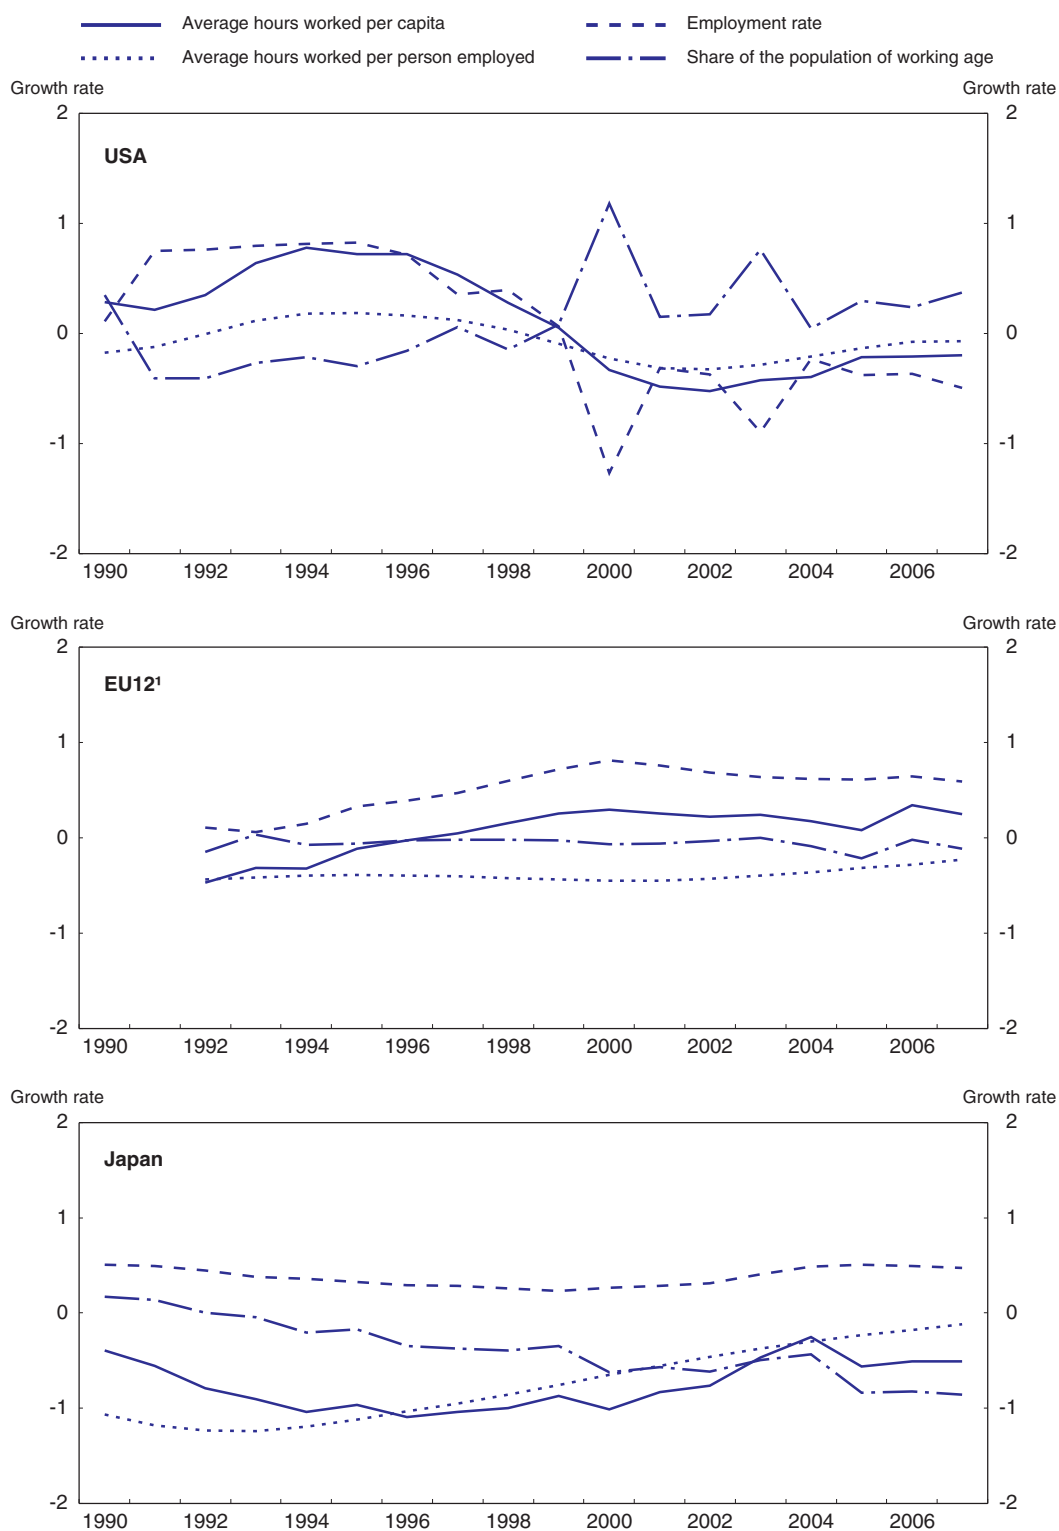 Average hours worked per capita
Employment rate
Average hours worked per person employed
Share of the population of working age
Growth rate
Growth rate
2
2
USA
1
1
0
0
-1
-1
-2
-2
1990 1992 1994 1996 1998 2000 2002 2004 2006
Growth rate
Growth rate
2
2
EU12¹
1
1
0
0
-1
-1
-2
-2
1990 1992 1994 1996 1998 2000 2002 2004 2006
Growth rate
Growth rate
2
2
Japan
1
1
0
0
-1
-1
-2
-2
1990 1992 1994 1996 1998 2000 2002 2004 2006